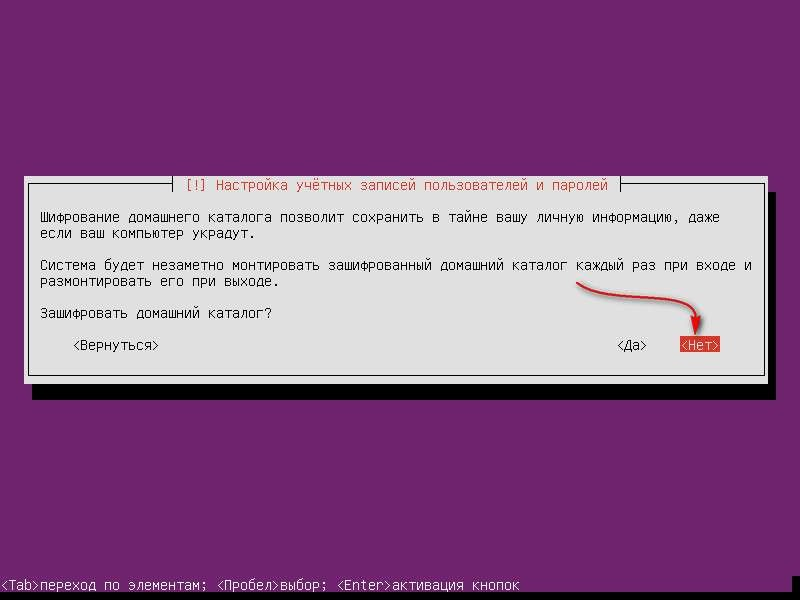 [!] Настройка учётных записей пользователей и паролей
Шифрование домашнего каталога позволит сохранить в тайне вашу личную информацию, даже
если ваш компьютер украдут.
Система будет незаметно монтировать зашифрованный домашний каталог каждый раз при входе и
размонтировать его при выходе.
Зашифровать домашний каталог?
<Вернуться> <Да> <Нет>
<Tab>переход по элементам; <Пробел>выбор; <Enter>активация кнопок